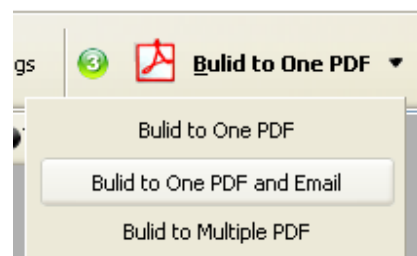 gs 3 Bulid to One PDF
Bulid to One PDF
Bulid to One PDF and Email
Bulid to Multiple PDF